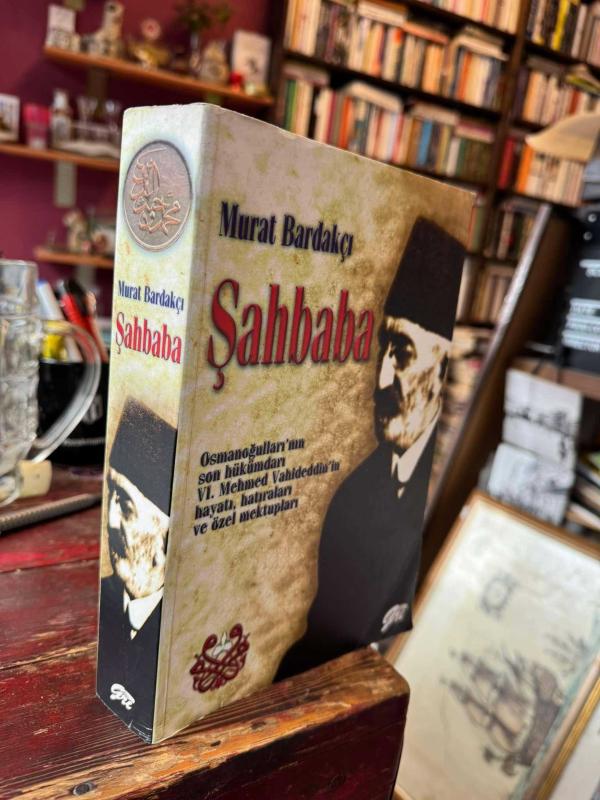 Murat Bardakçı
Şahbaba
Murat Bardakçı
Şahbaba
Osmanoğulları'nın
son hükümdarı
VI. Mehmed Vahideddin'in
hayatı, hatıraları
ve özel mektupları